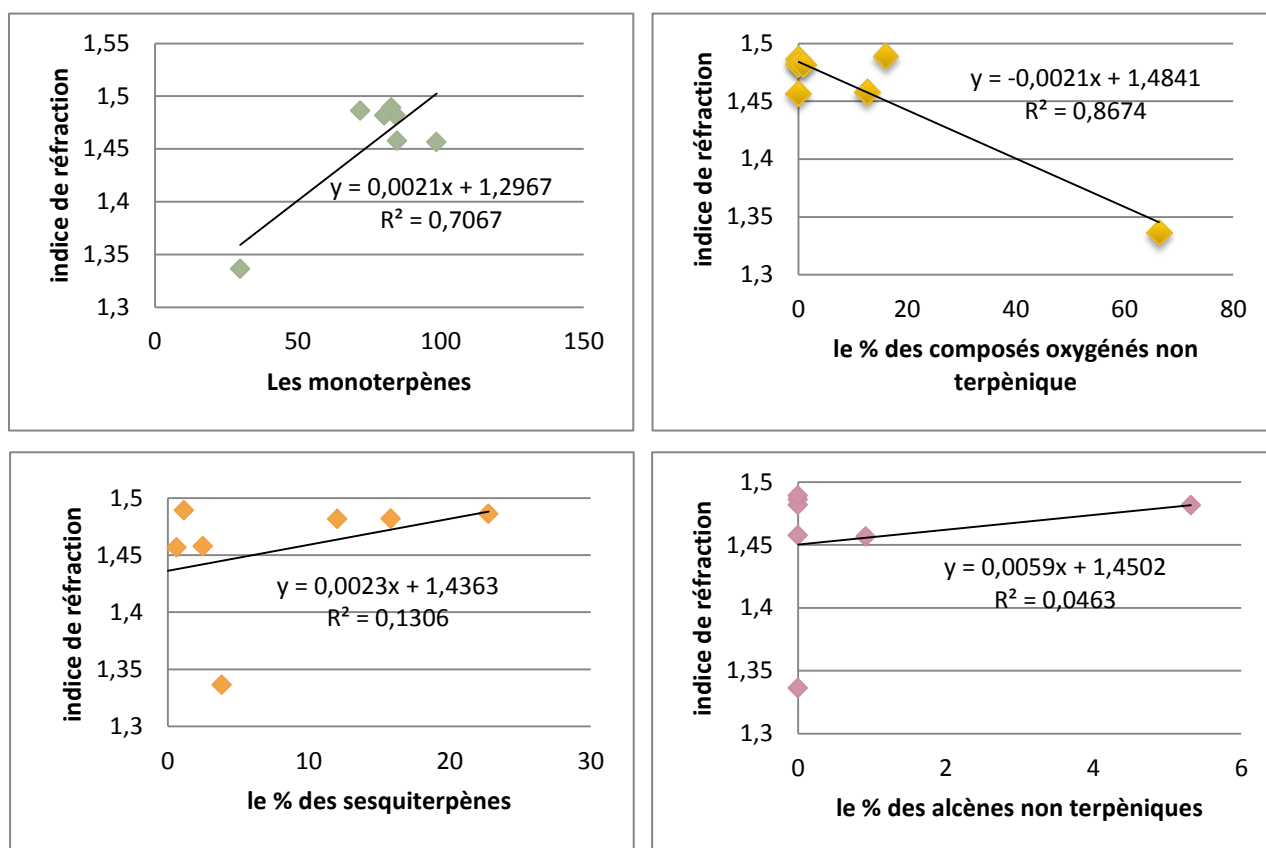 1,55
1,5
1,45
1,4
1,35
1,3
indice de réfraction
y = 0,0021x + 1,2967
R² = 0,7067
0
50
100
150
Les monoterpènes
1,5
1,45
1,4
1,35
1,3
indice de réfraction
y = -0,0021x + 1,4841
R² = 0,8674
0
20
40
60
80
le % des composés oxygénés non
terpènique
1,5
1,45
1,4
1,35
1,3
indice de réfraction
y = 0,0023x + 1,4363
R² = 0,1306
0
10
20
30
le % des sesquiterpènes
1,5
1,45
1,4
1,35
1,3
indice de réfraction
y = 0,0059x + 1,4502
R² = 0,0463
0
2
4
6
le % des alcènes non terpèniques